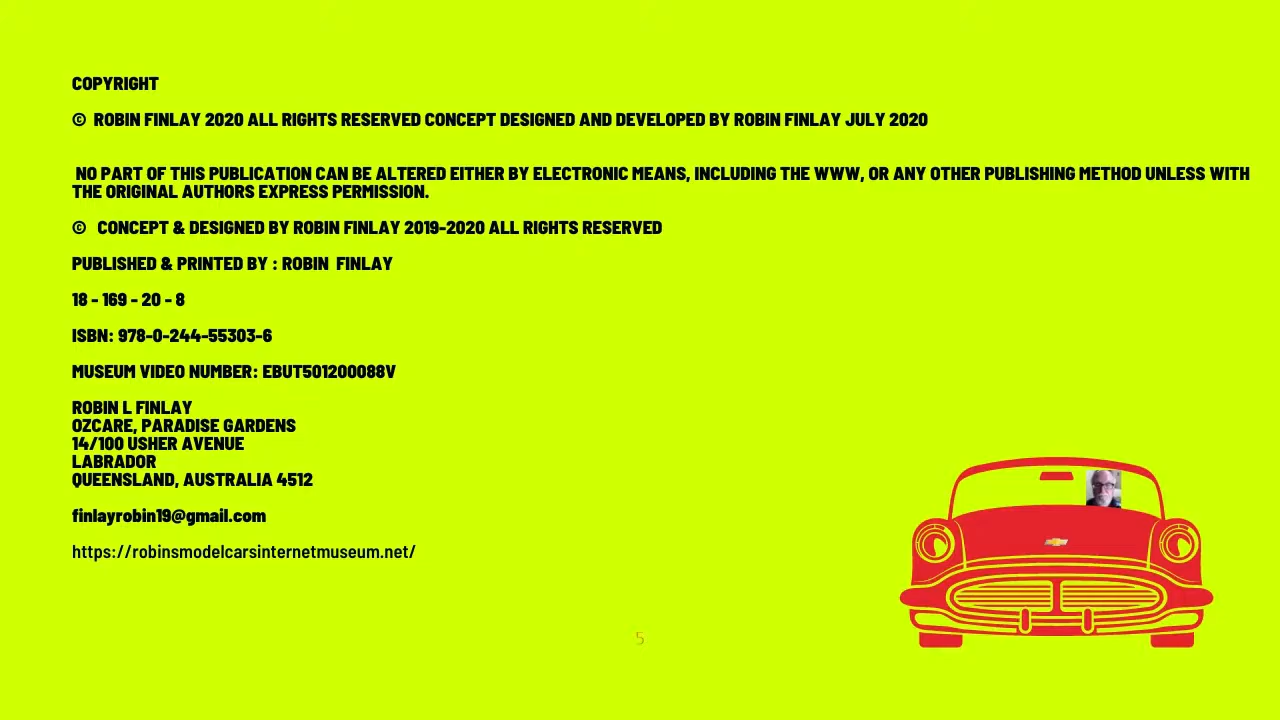 COPYRIGHT
© ROBIN FINLAY 2020 ALL RIGHTS RESERVED CONCEPT DESIGNED AND DEVELOPED BY ROBIN FINLAY JULY 2020
NO PART OF THIS PUBLICATION CAN BE ALTERED EITHER BY ELECTRONIC MEANS, INCLUDING THE WWW, OR ANY OTHER PUBLISHING METHOD UNLESS WITH
THE ORIGINAL AUTHORS EXPRESS PERMISSION.
© CONCEPT & DESIGNED BY ROBIN FINLAY 2019-2020 ALL RIGHTS RESERVED
PUBLISHED & PRINTED BY : ROBIN FINLAY
18 - 169 - 20 - 8
ISBN: 978-0-244-55303-6
MUSEUM VIDEO NUMBER: EBUT501200088V
ROBIN L FINLAY
OZCARE, PARADISE GARDENS
14/100 USHER AVENUE
LABRADOR
QUEENSLAND, AUSTRALIA 4512
finlayrobin19@gmail.com
https://robinsmodelcarsinternetmuseum.net/
5